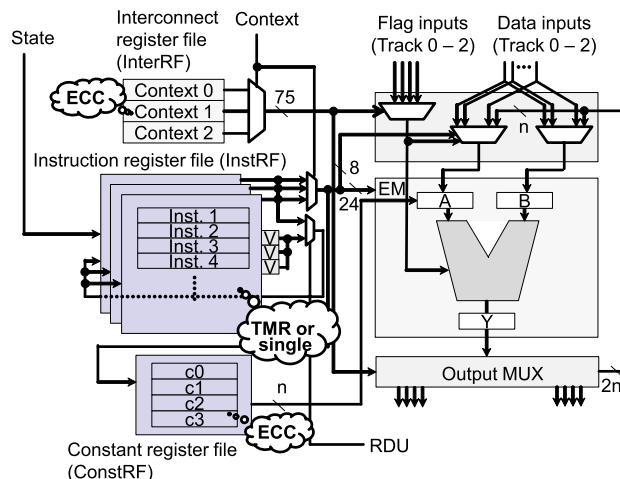 State
Interconnect
register file
(InterRF)
Context
Flag inputs
(Track 0 – 2)
Data inputs
(Track 0 – 2)
ECC
Context 0
Context 1
Context 2
75
n
Instruction register file (InstRF)
8
24
EM
A
B
Inst. 1
Inst. 2
Inst. 3
Inst. 4
V
V
V
TMR or
single
Y
Output MUX
2n
c0
c1
c2
c3
n
ECC
Constant register file
(ConstRF)
RDU